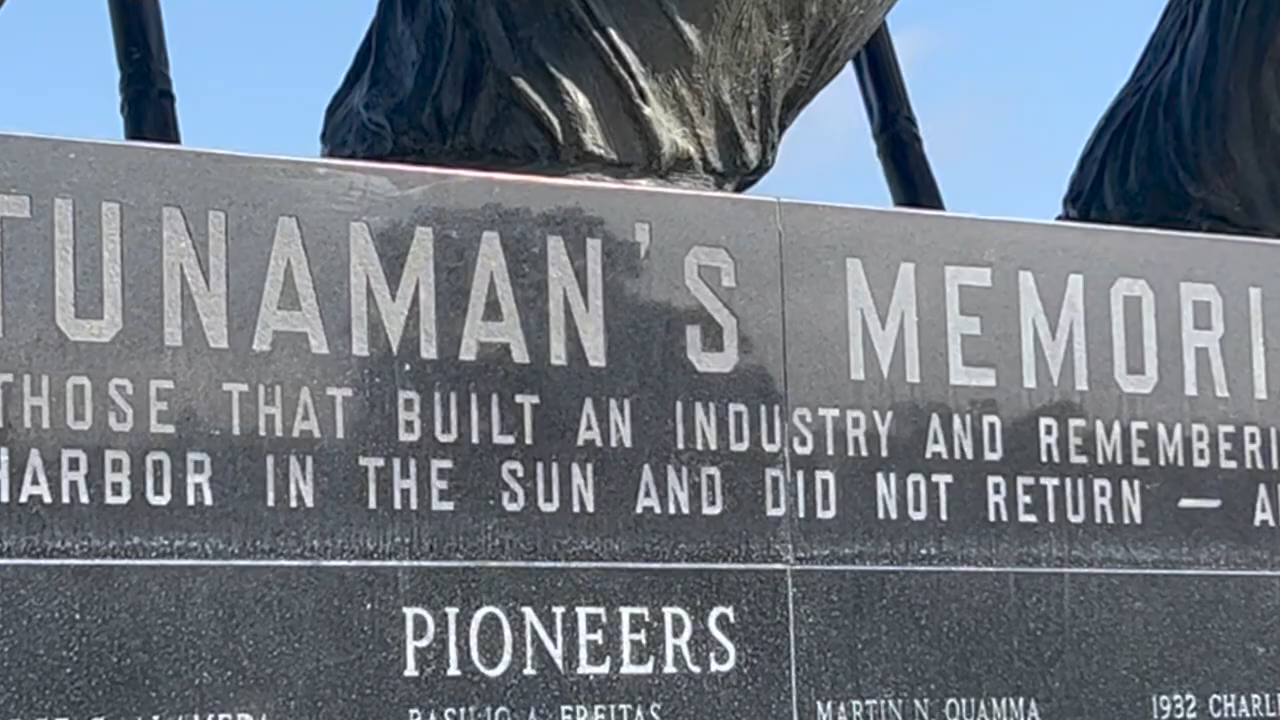 TUNAMAN'S MEMORI
THOSE THAT BUILT AN INDUSTRY AND REMEMBERI
HARBOR IN THE SUN AND DID NOT RETURN — A
PIONEERS
BASILIO A. FREITAS MARTIN N. QUAMMA 1932 CHARL